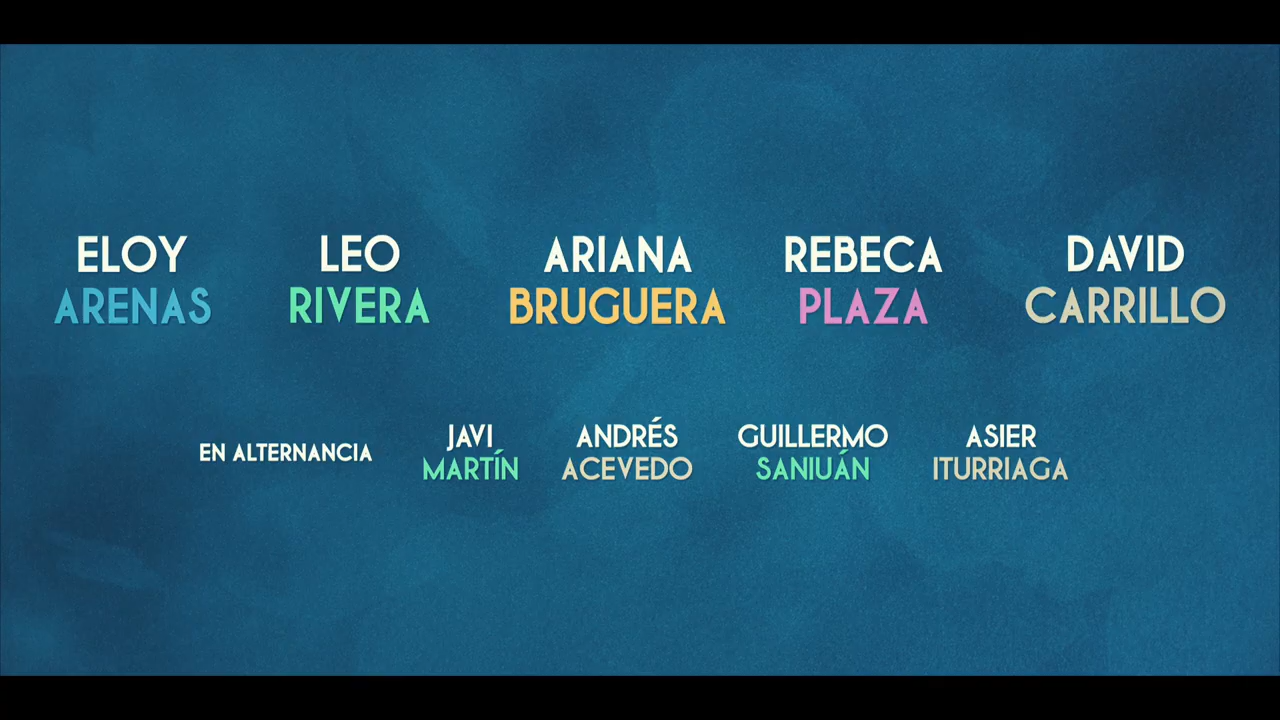 ELOY ARENAS
LEO RIVERA
ARIANA BRUGUERA
REBECA PLAZA
DAVID CARRILLO
EN ALTERNANCIA
JAVI MARTÍN
ANDRÉS ACEVEDO
GUILLERMO SANIUÁN
ASIER ITURRIAGA